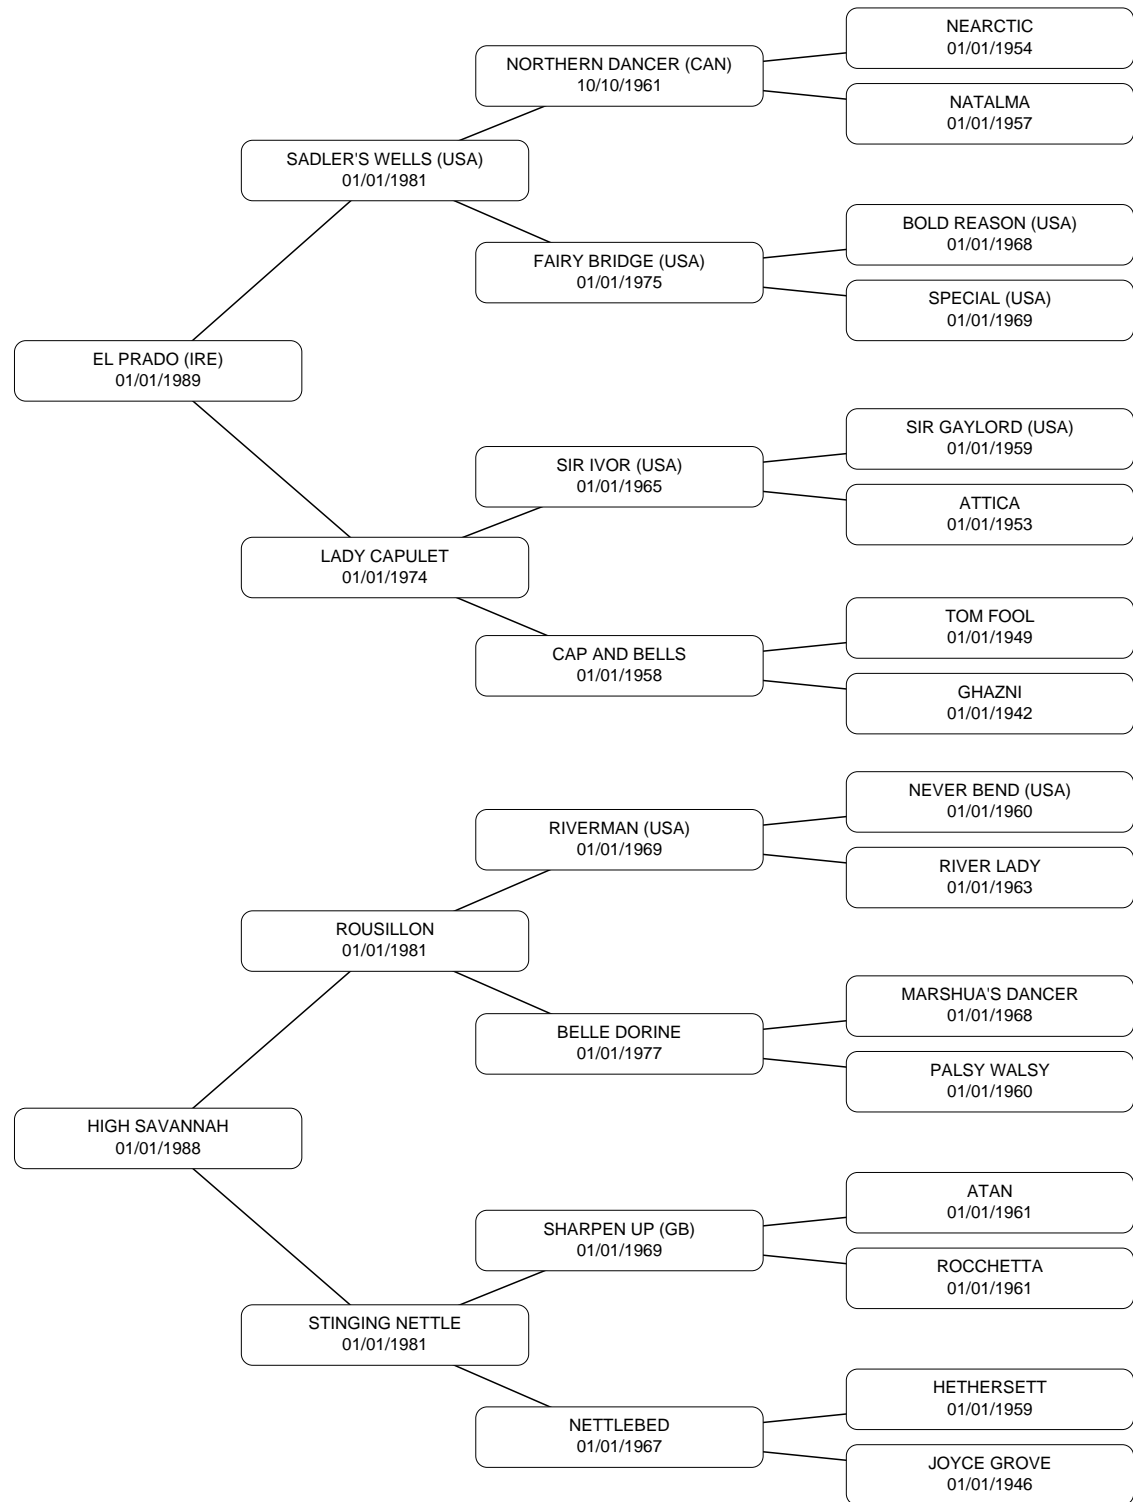 NEARCTIC
01/01/1954
NORTHERN DANCER (CAN)
10/10/1961
NATALMA
01/01/1957
SADLER'S WELLS (USA)
01/01/1981
BOLD REASON (USA)
01/01/1968
FAIRY BRIDGE (USA)
01/01/1975
SPECIAL (USA)
01/01/1969
EL PRADO (IRE)
01/01/1989
SIR GAYLORD (USA)
01/01/1959
SIR IVOR (USA)
01/01/1965
ATTICA
01/01/1953
LADY CAPULET
01/01/1974
TOM FOOL
01/01/1949
CAP AND BELLS
01/01/1958
GHAZNI
01/01/1942
NEVER BEND (USA)
01/01/1960
RIVERMAN (USA)
01/01/1969
RIVER LADY
01/01/1963
ROUSILLON
01/01/1981
MARSHUA'S DANCER
01/01/1968
BELLE DORINE
01/01/1977
PALSY WALSY
01/01/1960
HIGH SAVANNAH
01/01/1988
ATAN
01/01/1961
SHARPEN UP (GB)
01/01/1969
ROCCHETTA
01/01/1961
STINGING NETTLE
01/01/1981
HETHERSETT
01/01/1959
NETTLEBED
01/01/1967
JOYCE GROVE
01/01/1946